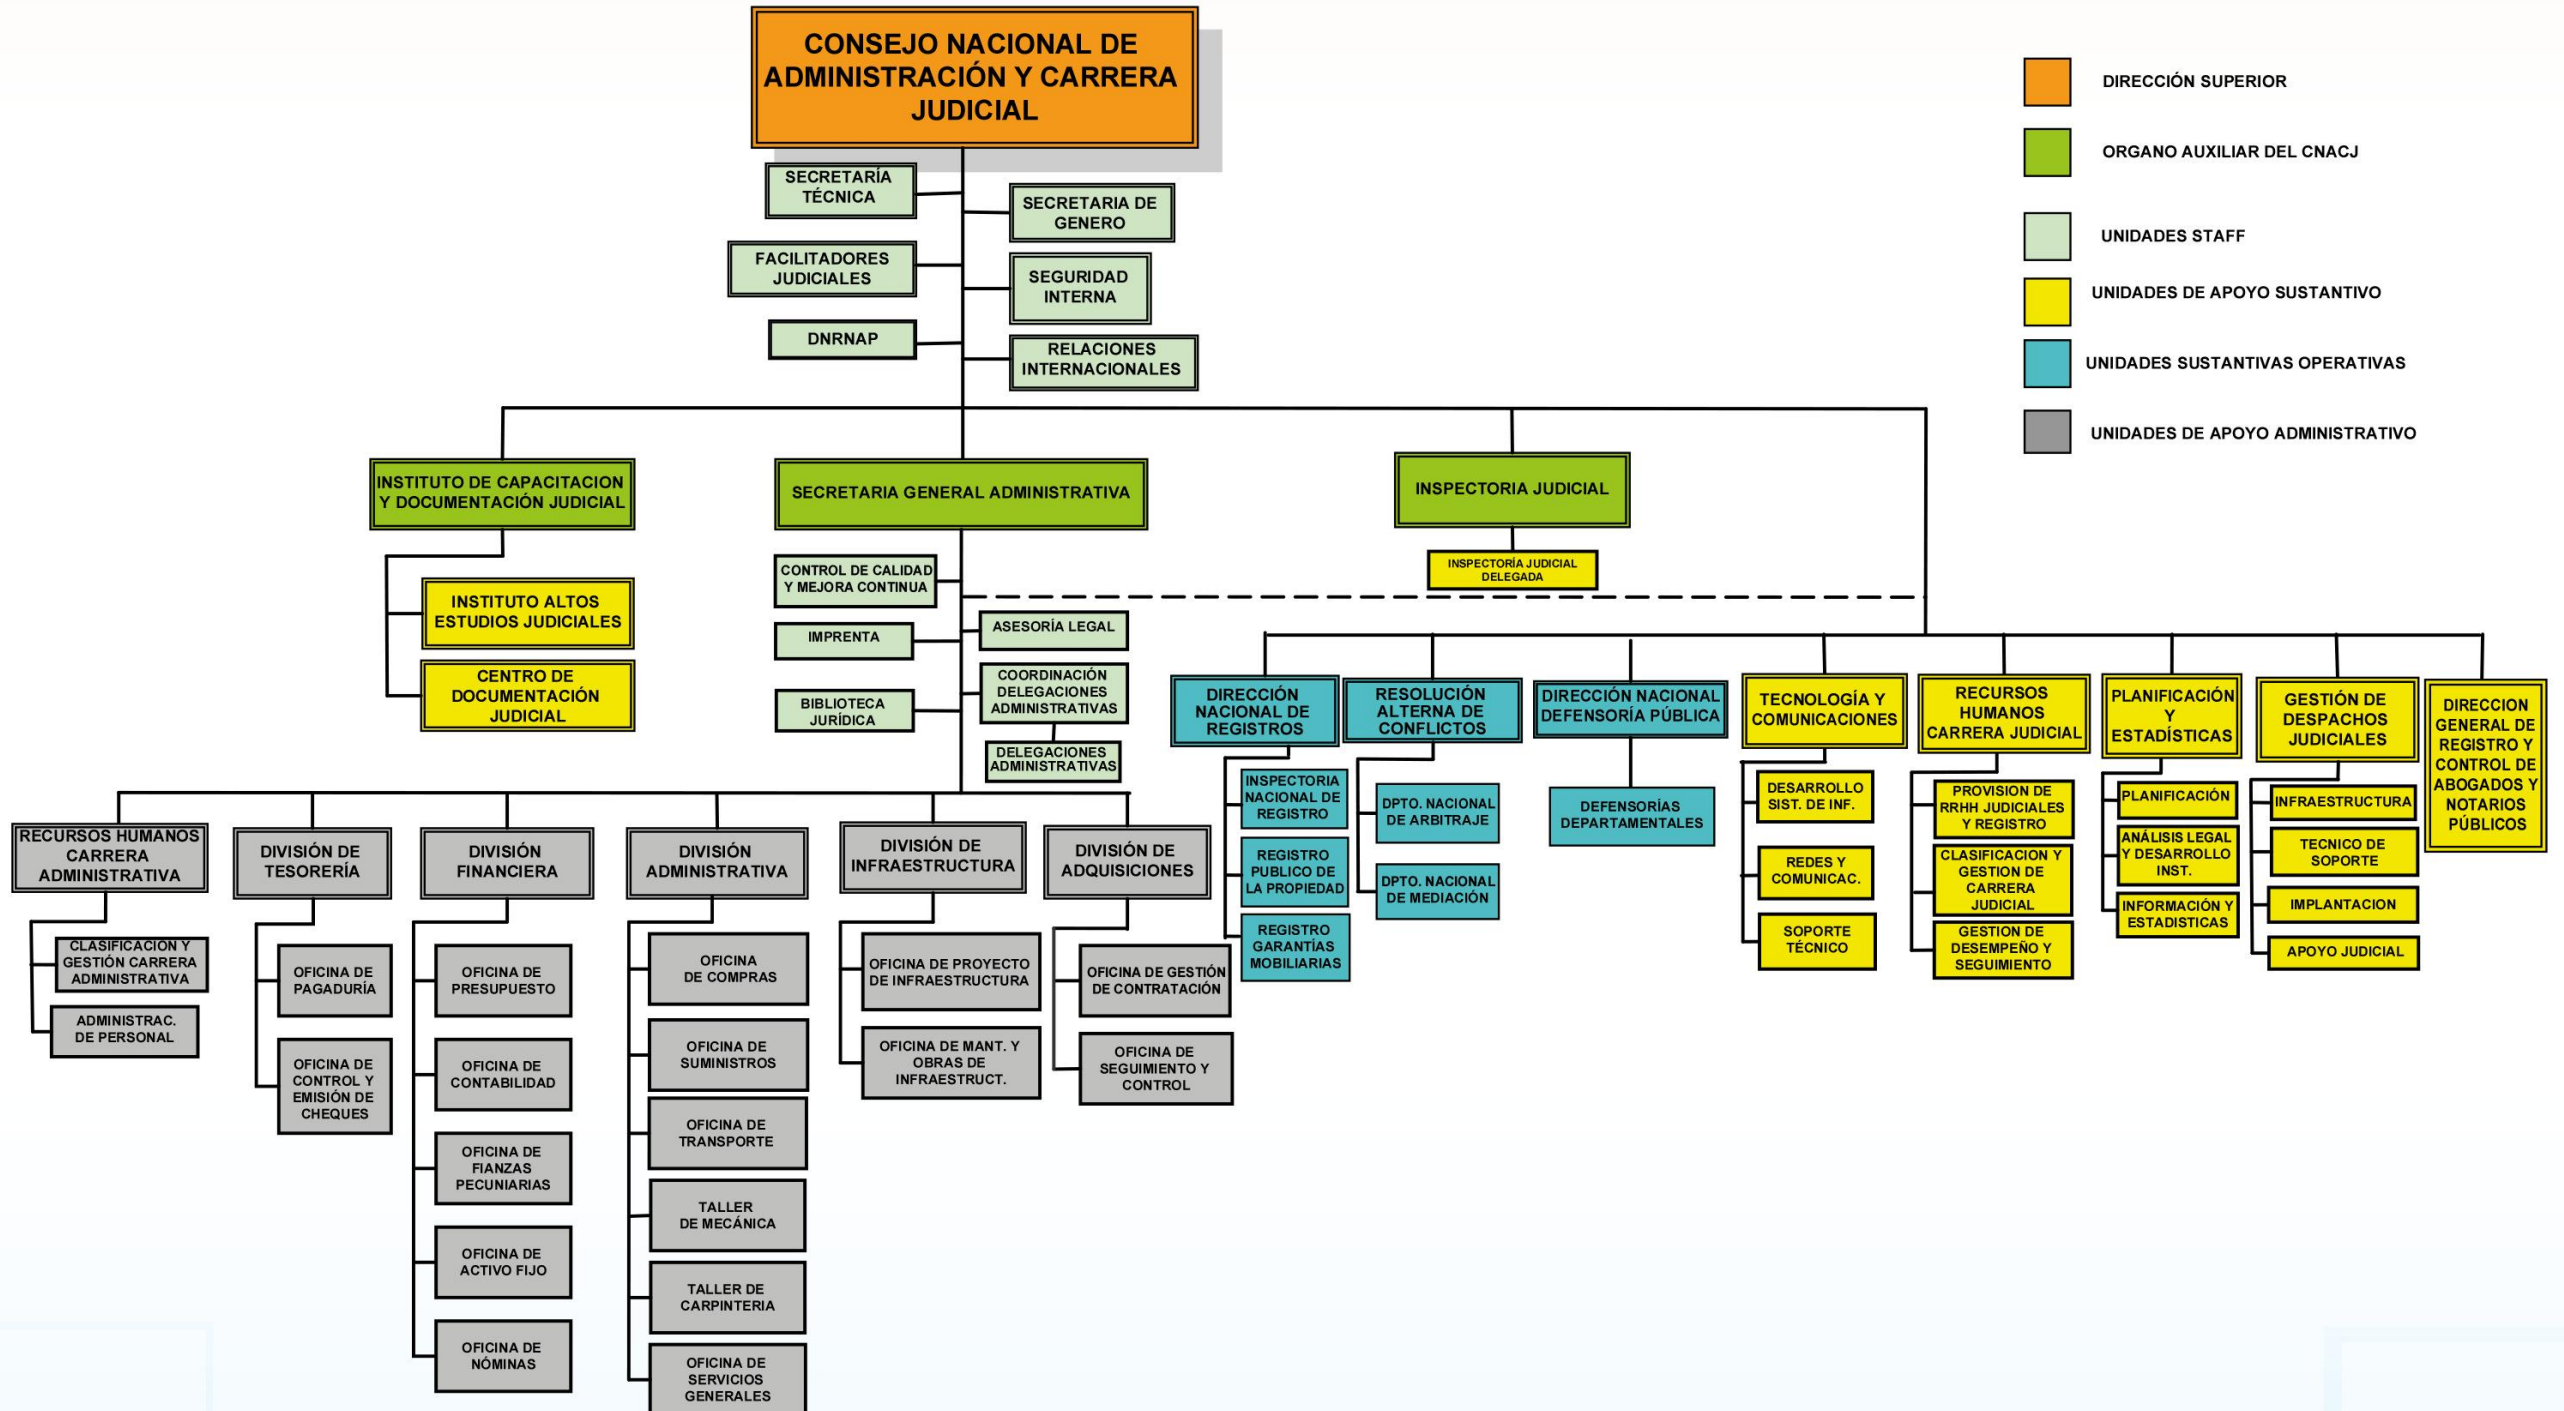 CONSEJO NACIONAL DE
ADMINISTRACIÓN Y CARRERA
JUDICIAL
DIRECCIÓN SUPERIOR
ORGANO AUXILIAR DEL CNACJ
UNIDADES STAFF
UNIDADES DE APOYO SUSTANTIVO
UNIDADES SUSTANTIVAS OPERATIVAS
UNIDADES DE APOYO ADMINISTRATIVO
SECRETARÍA
TÉCNICA
SECRETARIA DE
GENERO
FACILITADORES
JUDICIALES
SEGURIDAD
INTERNA
DNRNAP
RELACIONES
INTERNACIONALES
INSTITUTO DE CAPACITACION
Y DOCUMENTACIÓN JUDICIAL
SECRETARIA GENERAL ADMINISTRATIVA
INSPECTORIA JUDICIAL
INSTITUTO ALTOS
ESTUDIOS JUDICIALES
CENTRO DE
DOCUMENTACIÓN
JUDICIAL
CONTROL DE CALIDAD
Y MEJORA CONTINUA
IMPRENTA
ASESORÍA LEGAL
BIBLIOTECA
JURÍDICA
COORDINACIÓN
DELEGACIONES
ADMINISTRATIVAS
DELEGACIONES
ADMINISTRATIVAS
INSPECTORÍA JUDICIAL
DELEGADA
DIRECCIÓN
NACIONAL DE
REGISTROS
INSPECTORIA
NACIONAL DE
REGISTRO
REGISTRO
PUBLICO DE
LA PROPIEDAD
REGISTRO
GARANTÍAS
MOBILIARIAS
RESOLUCIÓN
ALTERNA DE
CONFLICTOS
DPTO. NACIONAL
DE ARBITRAJE
DPTO. NACIONAL
DE MEDIACIÓN
DIRECCIÓN NACIONAL
DEFENSORÍA PÚBLICA
DEFENSORÍAS
DEPARTAMENTALES
TECNOLOGÍA Y
COMUNICACIONES
DESARROLLO
SIST. DE INF.
REDES Y
COMUNICAC.
SOPORTE
TÉCNICO
RECURSOS
HUMANOS
CARRERA JUDICIAL
PROVISION DE
RRHH JUDICIALES
Y REGISTRO
CLASIFICACION Y
GESTION DE
CARRERA
JUDICIAL
GESTION DE
DESEMPEÑO Y
SEGUIMIENTO
PLANIFICACIÓN
Y
ESTADÍSTICAS
PLANIFICACIÓN
ANÁLISIS LEGAL
Y DESARROLLO
INST.
INFORMACIÓN Y
ESTADISTICAS
GESTIÓN DE
DESPACHOS
JUDICIALES
INFRAESTRUCTURA
TECNICO DE
SOPORTE
IMPLANTACION
APOYO JUDICIAL
DIRECCION
GENERAL DE
REGISTRO Y
CONTROL DE
ABOGADOS Y
NOTARIOS
PÚBLICOS
RECURSOS HUMANOS
CARRERA
ADMINISTRATIVA
CLASIFICACION Y
GESTIÓN CARRERA
ADMINISTRATIVA
ADMINISTRAC.
DE PERSONAL
DIVISIÓN DE
TESORERÍA
OFICINA DE
PAGADURÍA
OFICINA DE
CONTROL Y
EMISIÓN DE
CHEQUES
DIVISIÓN
FINANCIERA
OFICINA DE
PRESUPUESTO
OFICINA DE
CONTABILIDAD
OFICINA DE
FIANZAS
PECUNIARIAS
OFICINA DE
ACTIVO FIJO
OFICINA DE
NÓMINAS
DIVISIÓN
ADMINISTRATIVA
OFICINA
DE COMPRAS
OFICINA DE
SUMINISTROS
OFICINA DE
TRANSPORTE
TALLER
DE MECÁNICA
TALLER DE
CARPINTERIA
OFICINA DE
SERVICIOS
GENERALES
DIVISIÓN DE
INFRAESTRUCTURA
OFICINA DE PROYECTO
DE INFRAESTRUCTURA
OFICINA DE MANT. Y
OBRAS DE
INFRAESTRUCT.
DIVISIÓN DE
ADQUISICIONES
OFICINA DE GESTIÓN
DE CONTRATACIÓN
OFICINA DE
SEGUIMIENTO Y
CONTROL